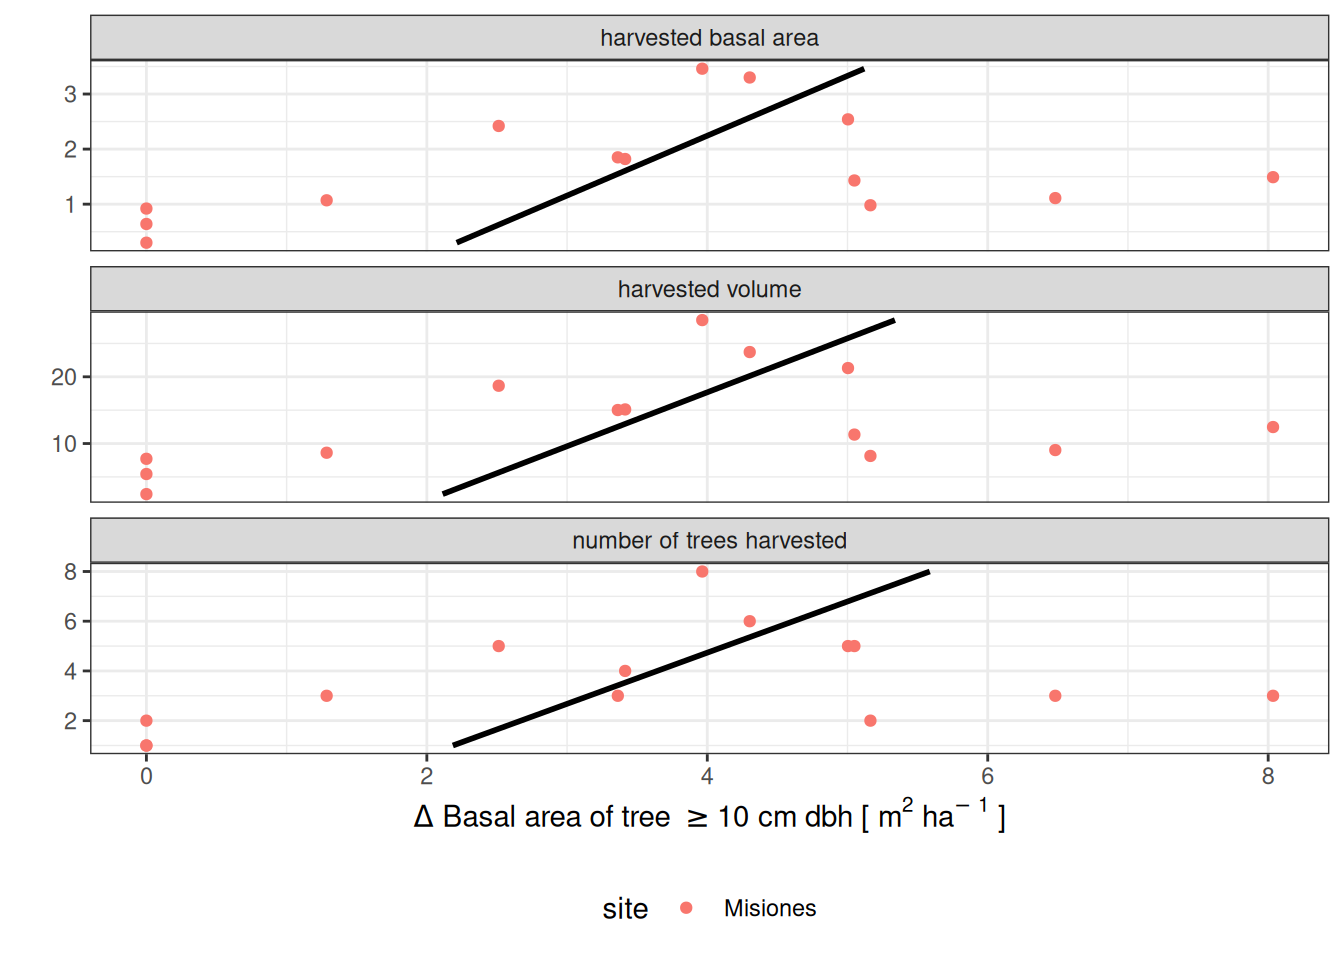 harvested basal area
3
2
1
harvested volume
20
10
number of trees harvested
8
6
4
2
0 2 4 6 8
Δ Basal area of tree ≥ 10 cm dbh [ m² ha⁻ ¹ ]
site Misiones